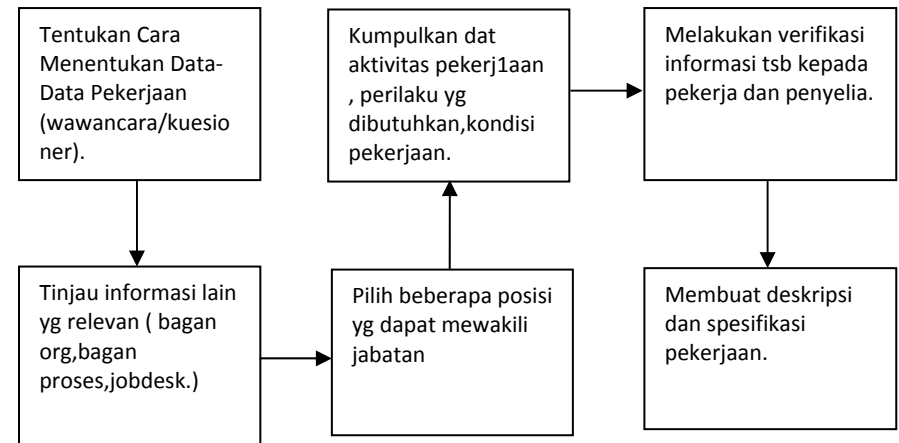 Tentukan Cara
Menentukan Data-
Data Pekerjaan
(wawancara/kuesio
ner).
Tinjau informasi lain
yg relevan ( bagan
org,bagan
proses,jobdesk.)
Pilih beberapa posisi
yg dapat mewakili
jabatan
Kumpulkan dat
aktivitas pekerj1aan
, perilaku yg
dibutuhkan,kondisi
pekerjaan.
Melakukan verifikasi
informasi tsb kepada
pekerja dan penyelia.
Membuat deskripsi
dan spesifikasi
pekerjaan.